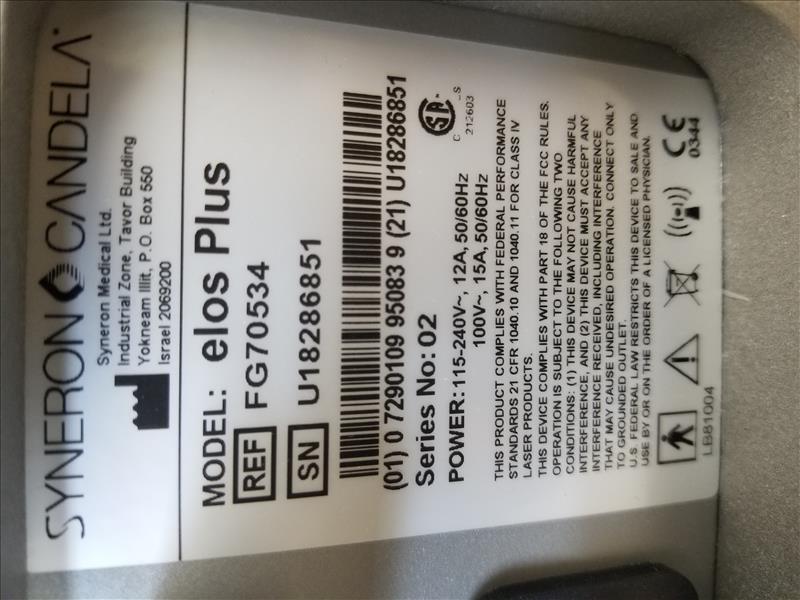 SYNERON CANDELA
Syneron Medical Ltd.
Industrial Zone, Tavor Building
Yokneam Illit, P.O. Box 550
Israel 2069200
MODEL: elos Plus
REF FG70534
SN U18286851
(01) 0 7290109 95083 9 (21) U18286851
Series No: 02
POWER: 115-240V~, 12A, 50/60Hz
100V~, 15A, 50/60Hz
C US
212603
THIS PRODUCT COMPLIES WITH FEDERAL PERFORMANCE
STANDARDS 21 CFR 1040.10 AND 1040.11 FOR CLASS IV
LASER PRODUCTS.
THIS DEVICE COMPLIES WITH PART 18 OF THE FCC RULES.
OPERATION IS SUBJECT TO THE FOLLOWING TWO
CONDITIONS: (1) THIS DEVICE MAY NOT CAUSE HARMFUL
INTERFERENCE, AND (2) THIS DEVICE MUST ACCEPT ANY
INTERFERENCE RECEIVED, INCLUDING INTERFERENCE
THAT MAY CAUSE UNDESIRED OPERATION. CONNECT ONLY
TO GROUNDED OUTLET.
U.S. FEDERAL LAW RESTRICTS THIS DEVICE TO SALE AND
USE BY OR ON THE ORDER OF A LICENSED PHYSICIAN.
CE
0344
LB81004